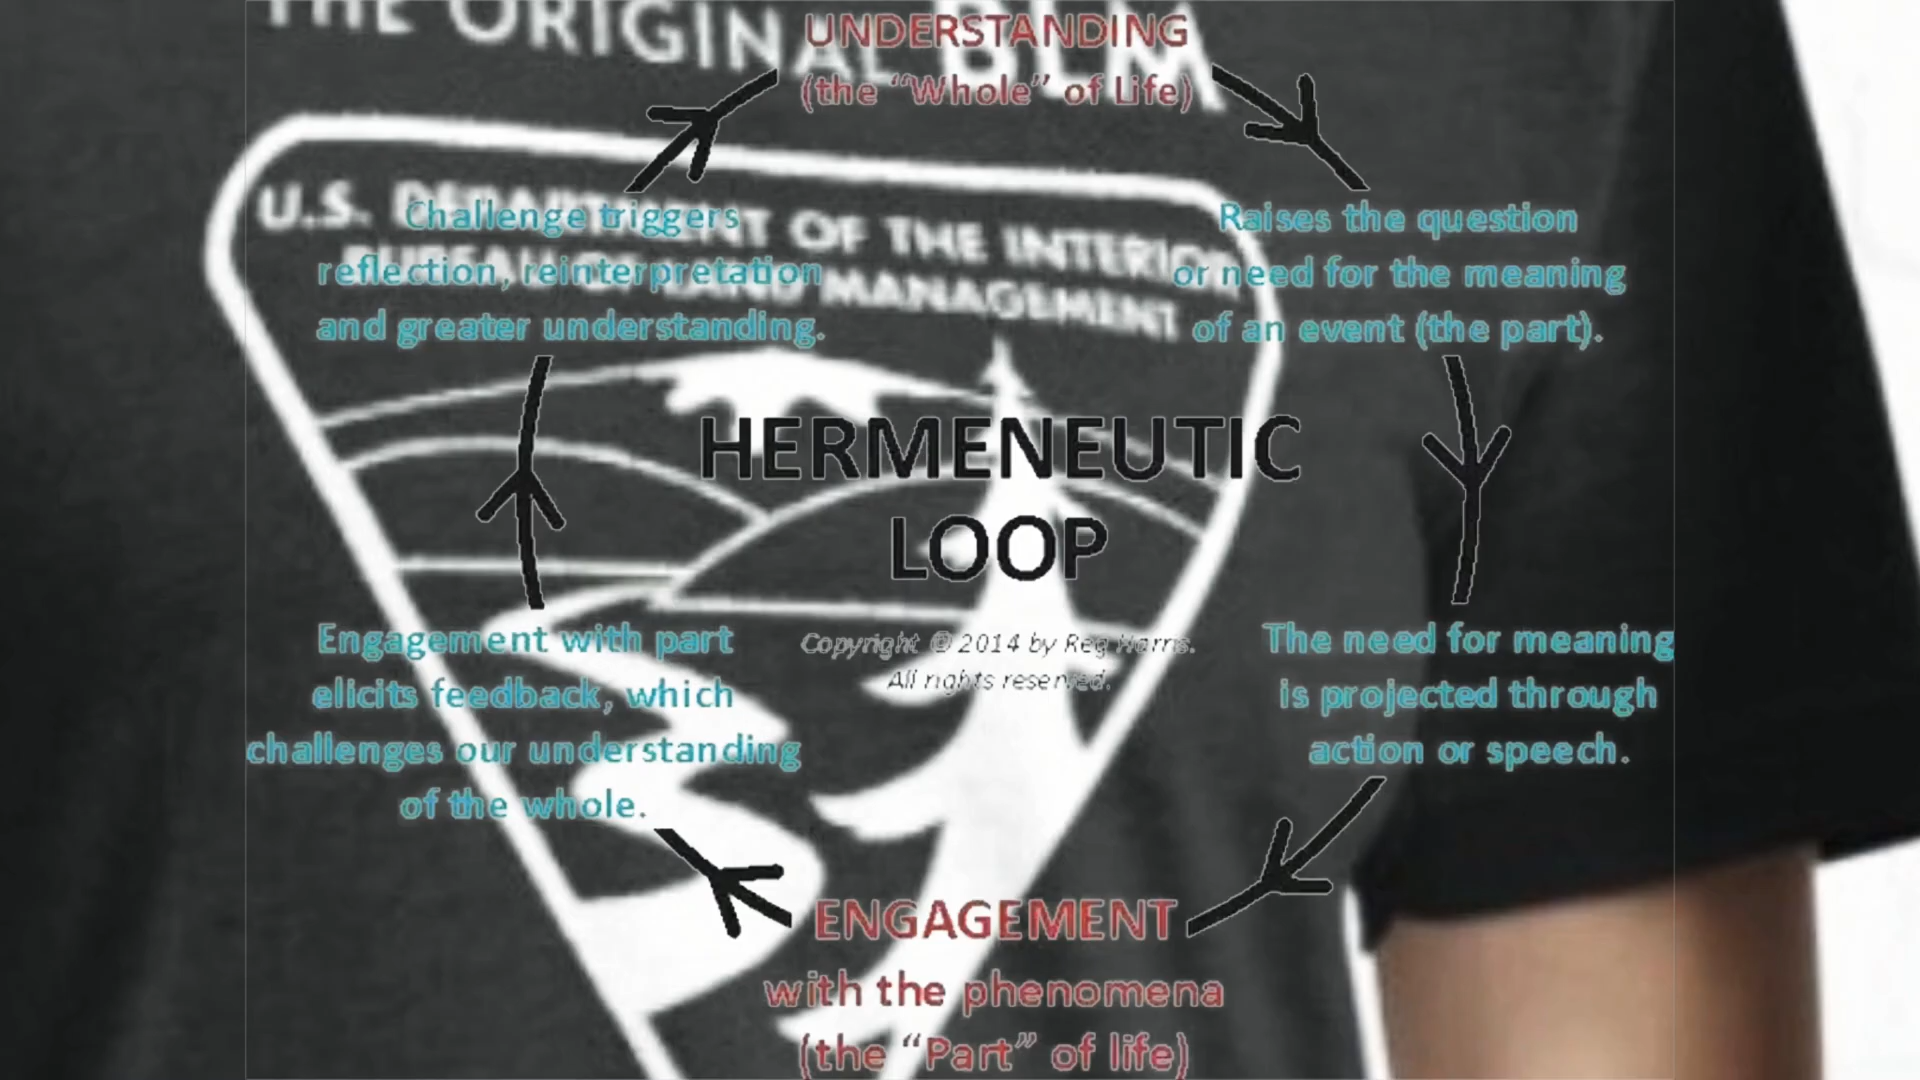 THE ORIGINAL BLM
UNDERSTANDING
(the “Whole” of Life)
U.S. DEPARTMENT OF THE INTERIOR
BUREAU OF LAND MANAGEMENT
Challenge triggers
reflection, reinterpretation
and greater understanding.
Raises the question
or need for the meaning
of an event (the part).
HERMENEUTIC
LOOP
Copyright © 2014 by Reg Harris.
All rights reserved.
Engagement with part
elicits feedback, which
challenges our understanding
of the whole.
The need for meaning
is projected through
action or speech.
ENGAGEMENT
with the phenomena
(the “Part” of life)